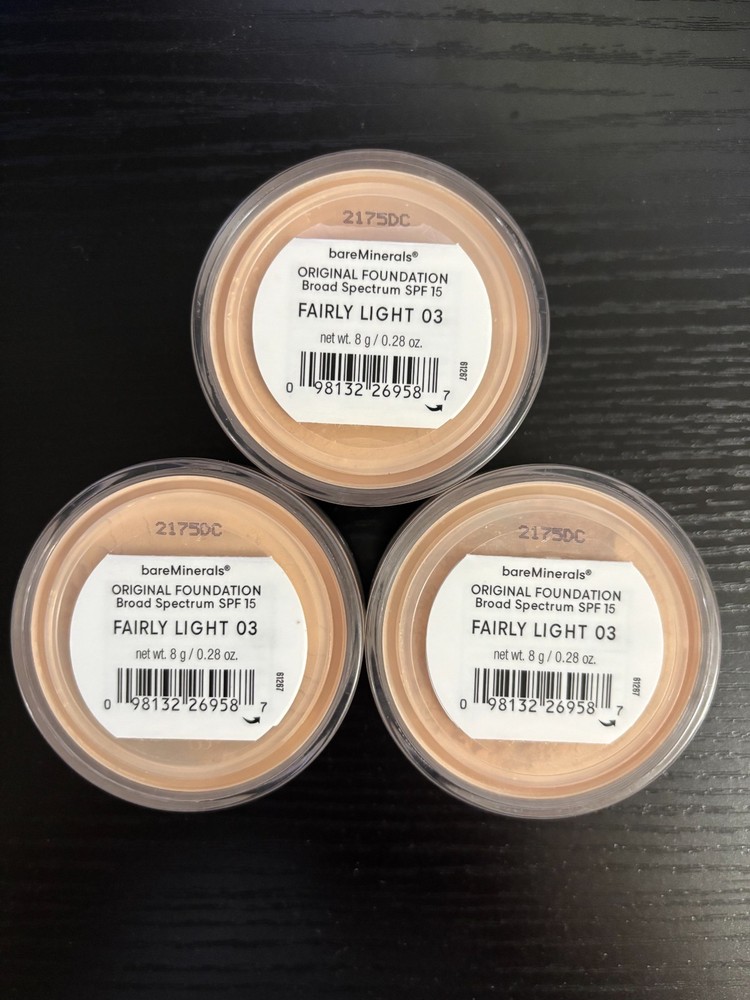 2175DC
bareMinerals®
ORIGINAL FOUNDATION
Broad Spectrum SPF 15
FAIRLY LIGHT 03
net wt. 8 g / 0.28 oz.
61267
0 98132 26958 7
2175DC
bareMinerals®
ORIGINAL FOUNDATION
Broad Spectrum SPF 15
FAIRLY LIGHT 03
net wt. 8 g / 0.28 oz.
61267
0 98132 26958 7
2175DC
bareMinerals®
ORIGINAL FOUNDATION
Broad Spectrum SPF 15
FAIRLY LIGHT 03
net wt. 8 g / 0.28 oz.
61267
0 98132 26958 7